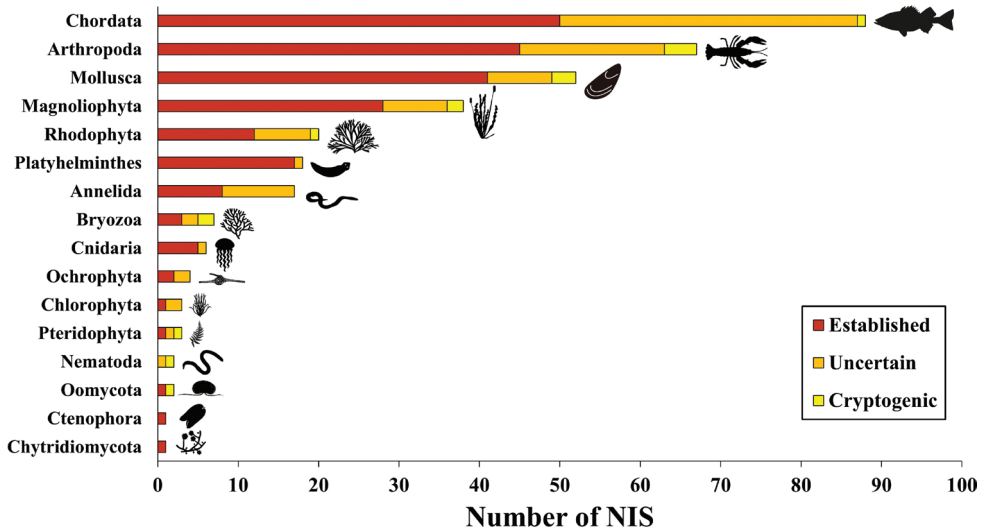 Chordata
Arthropoda
Mollusca
Magnoliophyta
Rhodophyta
Platyhelminthes
Annelida
Bryozoa
Cnidaria
Ochrophyta
Chlorophyta
Pteridophyta
Nematoda
Oomycota
Ctenophora
Chytridiomycota
Established
Uncertain
Cryptogenic
0 10 20 30 40 50 60 70 80 90 100
Number of NIS